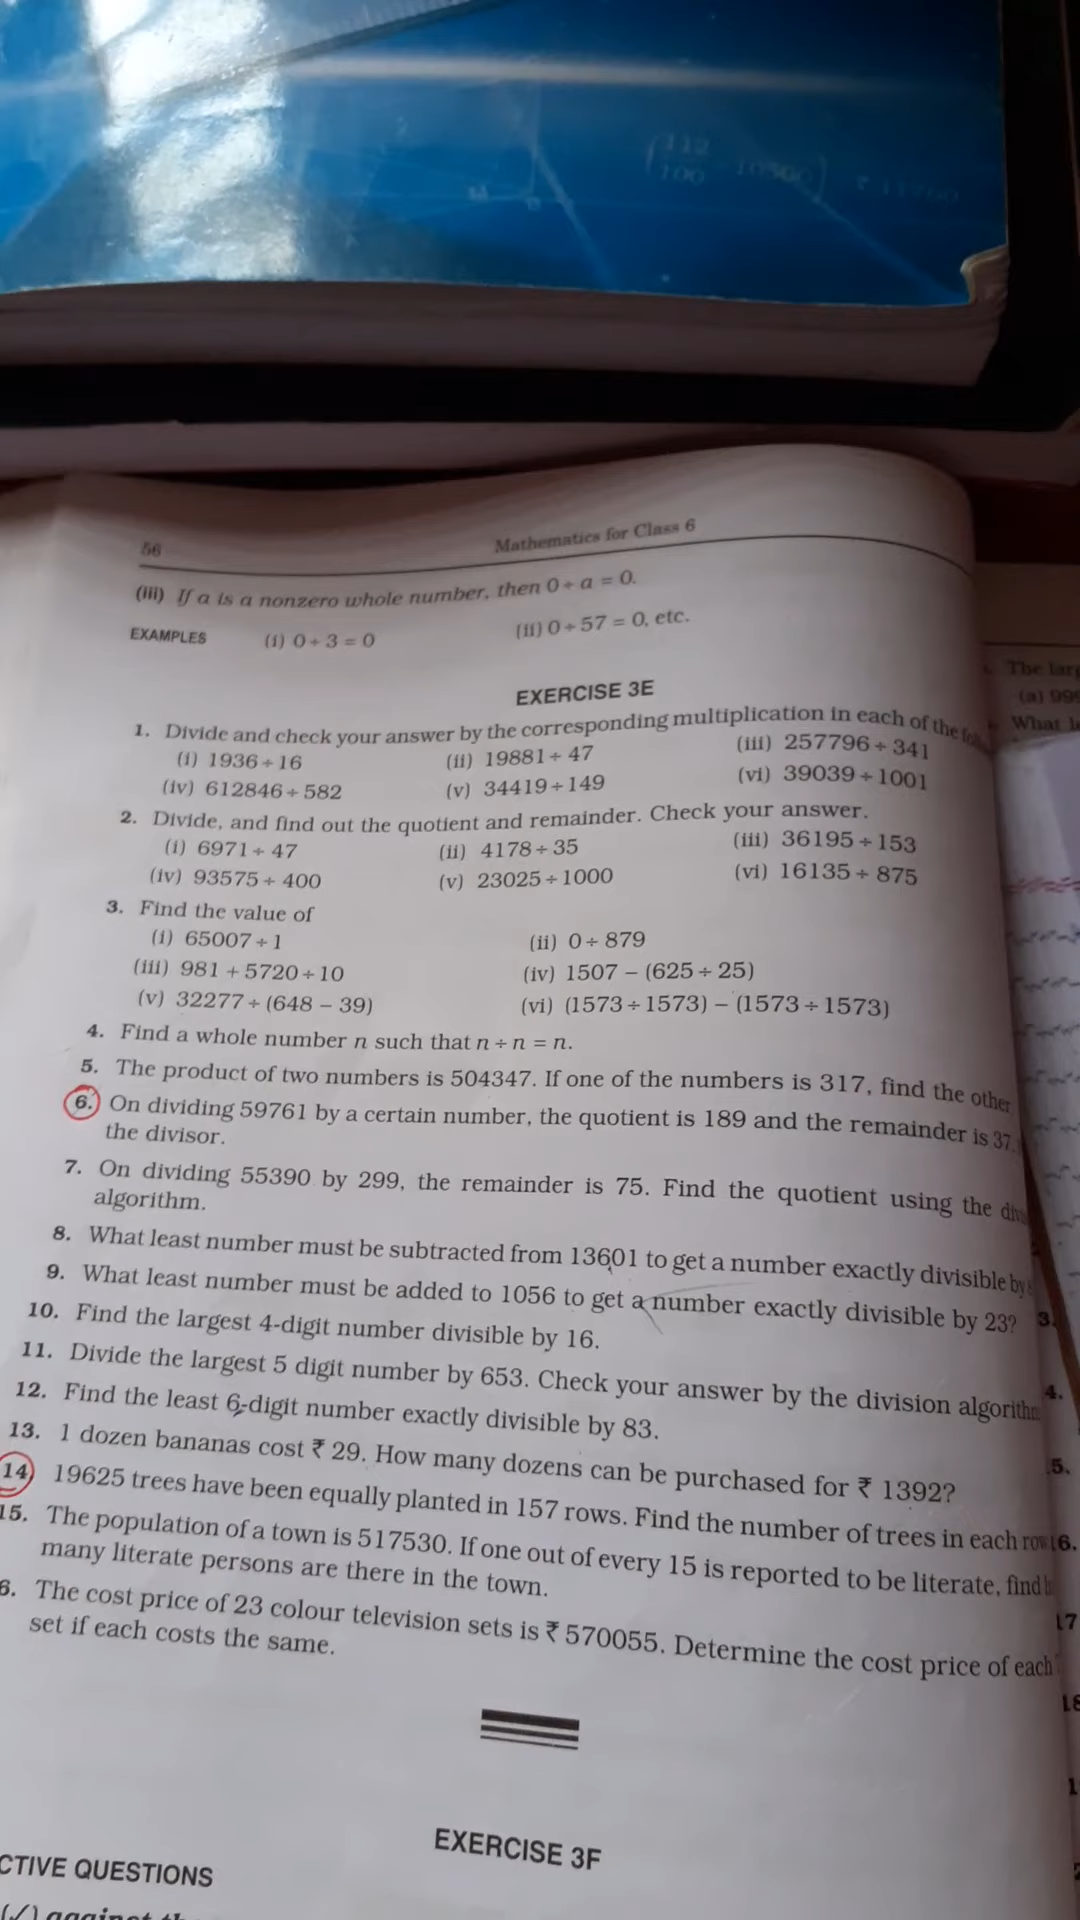 112
100
56 Mathematics for Class 6
(iii) If a is a nonzero whole number, then 0 ÷ a = 0.
EXAMPLES (i) 0 ÷ 3 = 0 (ii) 0 ÷ 57 = 0, etc.
EXERCISE 3E
1. Divide and check your answer by the corresponding multiplication in each of the
(i) 1936 ÷ 16 (ii) 19881 ÷ 47 (iii) 257796 ÷ 341
(iv) 612846 ÷ 582 (v) 34419 ÷ 149 (vi) 39039 ÷ 1001
2. Divide, and find out the quotient and remainder. Check your answer.
(i) 6971 ÷ 47 (ii) 4178 ÷ 35 (iii) 36195 ÷ 153
(iv) 93575 ÷ 400 (v) 23025 ÷ 1000 (vi) 16135 ÷ 875
3. Find the value of
(i) 65007 ÷ 1 (ii) 0 ÷ 879
(iii) 981 + 5720 ÷ 10 (iv) 1507 – (625 ÷ 25)
(v) 32277 ÷ (648 – 39) (vi) (1573 ÷ 1573) – (1573 ÷ 1573)
4. Find a whole number n such that n ÷ n = n.
5. The product of two numbers is 504347. If one of the numbers is 317, find the other
6. On dividing 59761 by a certain number, the quotient is 189 and the remainder is 37.
the divisor.
7. On dividing 55390 by 299, the remainder is 75. Find the quotient using the
algorithm.
8. What least number must be subtracted from 13601 to get a number exactly divisible by
9. What least number must be added to 1056 to get a number exactly divisible by 23?
10. Find the largest 4-digit number divisible by 16.
11. Divide the largest 5 digit number by 653. Check your answer by the division
12. Find the least 6-digit number exactly divisible by 83.
13. 1 dozen bananas cost ₹ 29. How many dozens can be purchased for ₹ 1392?
14 19625 trees have been equally planted in 157 rows. Find the number of trees in each row
15. The population of a town is 517530. If one out of every 15 is reported to be literate, find
many literate persons are there in the town.
6. The cost price of 23 colour television sets is ₹ 570055. Determine the cost price of each
set if each costs the same.
EXERCISE 3F
CTIVE QUESTIONS
(✓) against
The
(a)
What
3.
4.
5.
16.
17
18